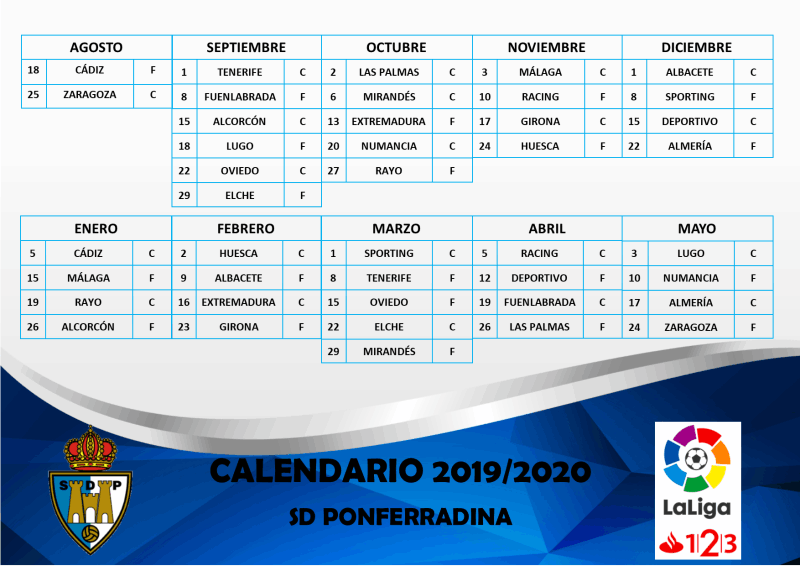 AGOSTO
18 CÁDIZ F
25 ZARAGOZA C
SEPTIEMBRE
1 TENERIFE C
8 FUENLABRADA F
15 ALCORCÓN C
18 LUGO F
22 OVIEDO C
29 ELCHE F
OCTUBRE
2 LAS PALMAS C
6 MIRANDÉS C
13 EXTREMADURA F
20 NUMANCIA C
27 RAYO F
NOVIEMBRE
3 MÁLAGA C
10 RACING F
17 GIRONA C
24 HUESCA F
DICIEMBRE
1 ALBACETE C
8 SPORTING F
15 DEPORTIVO C
22 ALMERÍA F
ENERO
5 CÁDIZ C
15 MÁLAGA F
19 RAYO C
26 ALCORCÓN F
FEBRERO
2 HUESCA C
9 ALBACETE F
16 EXTREMADURA C
23 GIRONA F
MARZO
1 SPORTING C
8 TENERIFE F
15 OVIEDO F
22 ELCHE C
29 MIRANDÉS F
ABRIL
5 RACING C
12 DEPORTIVO F
19 FUENLABRADA C
26 LAS PALMAS F
MAYO
3 LUGO C
10 NUMANCIA F
17 ALMERÍA C
24 ZARAGOZA F
SDP
CALENDARIO 2019/2020
SD PONFERRADINA
LaLiga
1|2|3